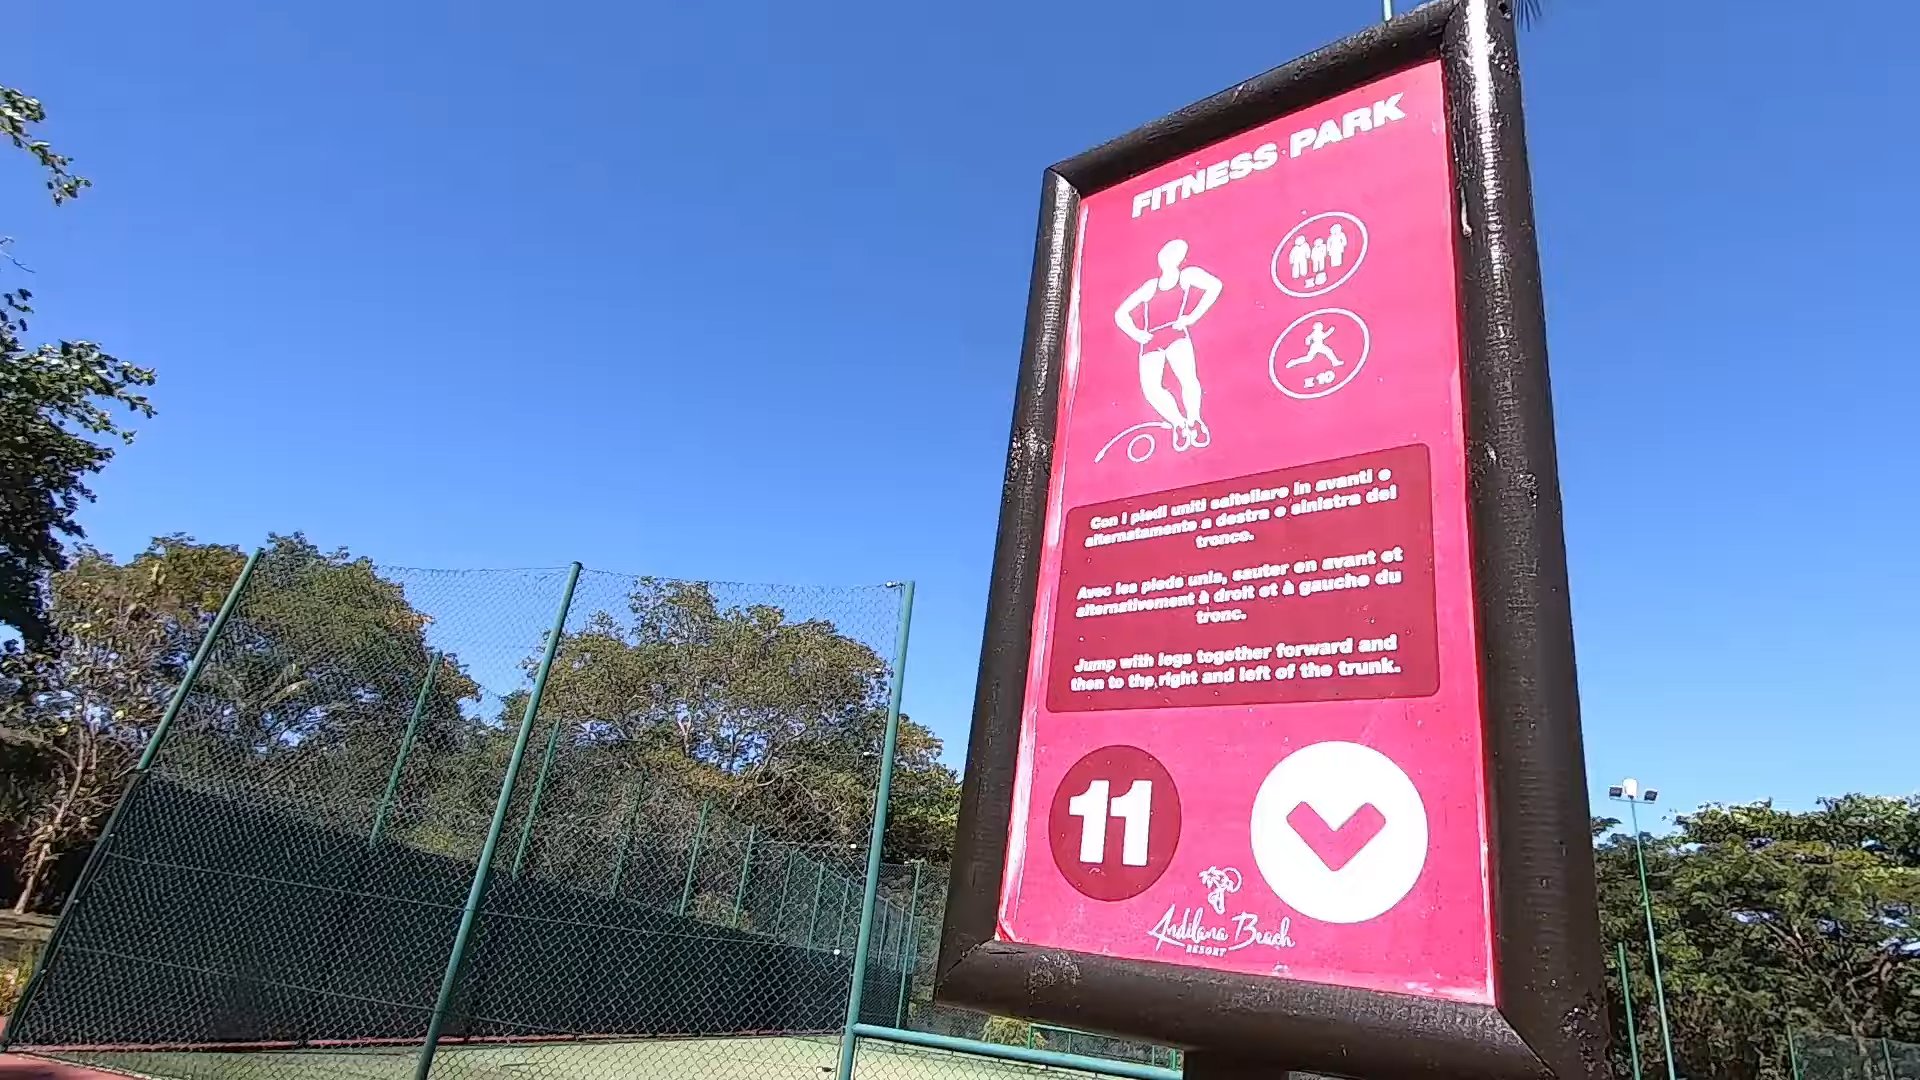 FITNESS PARK
x 10
Con i piedi uniti saltellare in avanti e
alternatamente a destra e sinistra del
tronco.
Avec les pieds unis, sauter en avant et
alternativement à droit et à gauche du
tronc.
Jump with legs together forward and
then to the right and left of the trunk.
11
Andilana Beach
RESORT